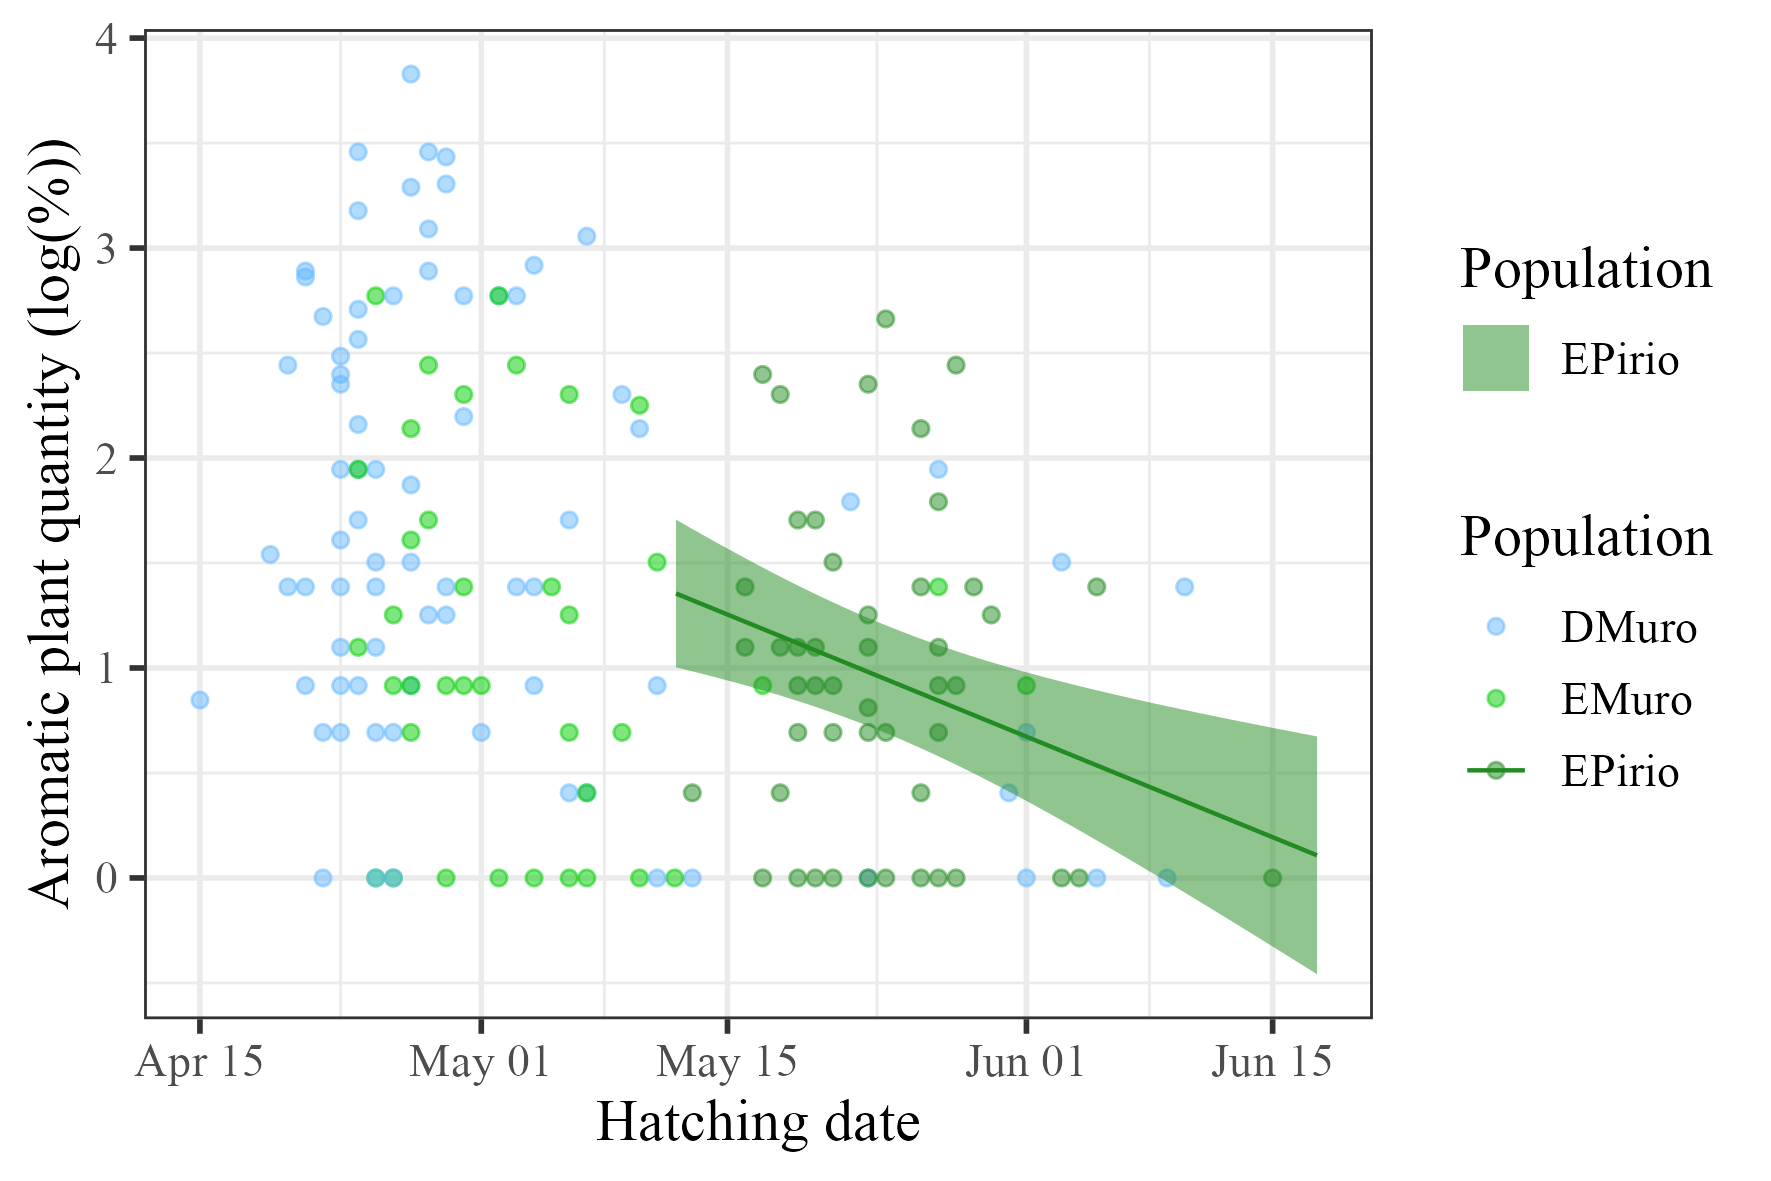 Aromatic plant quantity (log(%))
4
3
2
1
0
Apr 15 May 01 May 15 Jun 01 Jun 15
Hatching date
Population
EPirio
Population
DMuro
EMuro
EPirio